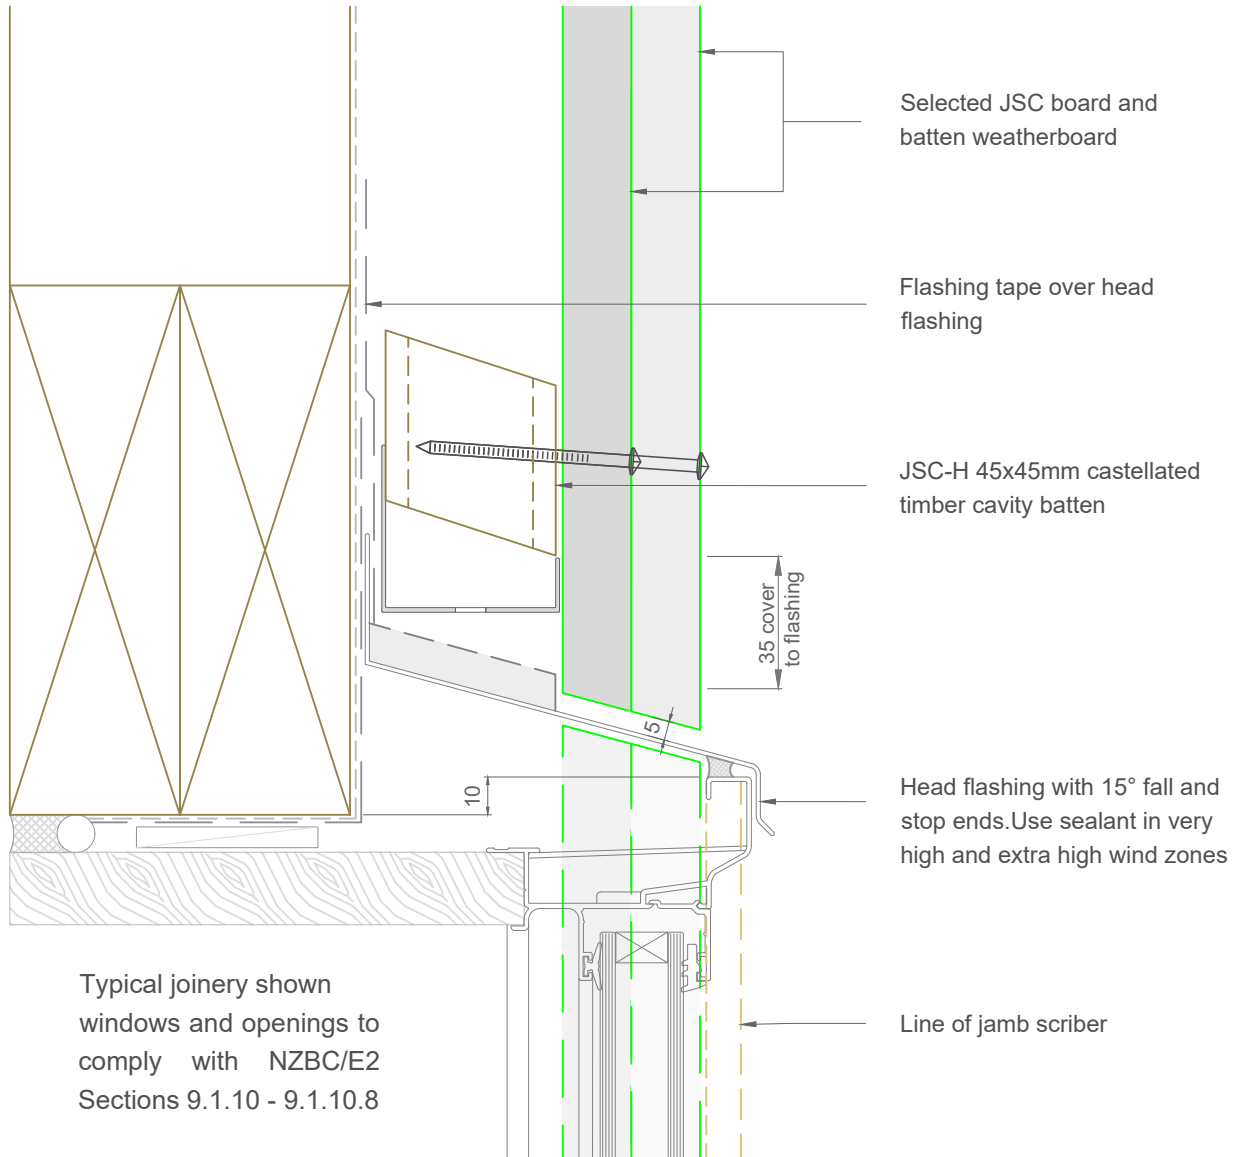 Selected JSC board and
batten weatherboard
Flashing tape over head
flashing
JSC-H 45x45mm castellated
timber cavity batten
35 cover
to flashing
5
10
Head flashing with 15° fall and
stop ends.Use sealant in very
high and extra high wind zones
Typical joinery shown
windows and openings to
comply with NZBC/E2
Sections 9.1.10 - 9.1.10.8
Line of jamb scriber